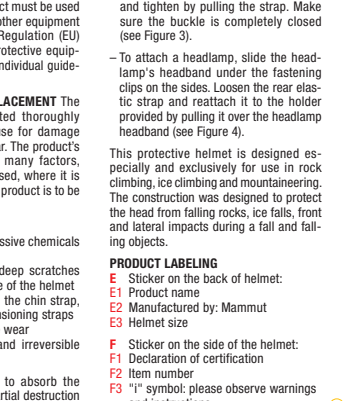 ct must be used
other equipment
Regulation (EU)
rotective equip-
ndividual guide-
LACEMENT The
ted thoroughly
use for damage
ar. The product's
many factors,
sed, where it is
product is to be
ssive chemicals
deep scratches
e of the helmet
the chin strap,
nsioning straps
wear
and irreversible
to absorb the
rtial destruction
and tighten by pulling the strap. Make
sure the buckle is completely closed
(see Figure 3).
– To attach a headlamp, slide the head-
lamp's headband under the fastening
clips on the sides. Loosen the rear elas-
tic strap and reattach it to the holder
provided by pulling it over the headlamp
headband (see Figure 4).
This protective helmet is designed es-
pecially and exclusively for use in rock
climbing, ice climbing and mountaineering.
The construction was designed to protect
the head from falling rocks, ice falls, front
and lateral impacts during a fall and fall-
ing objects.
PRODUCT LABELING
E Sticker on the back of helmet:
E1 Product name
E2 Manufactured by: Mammut
E3 Helmet size
F Sticker on the side of the helmet:
F1 Declaration of certification
F2 Item number
F3 "i" symbol: please observe warnings
and instructions